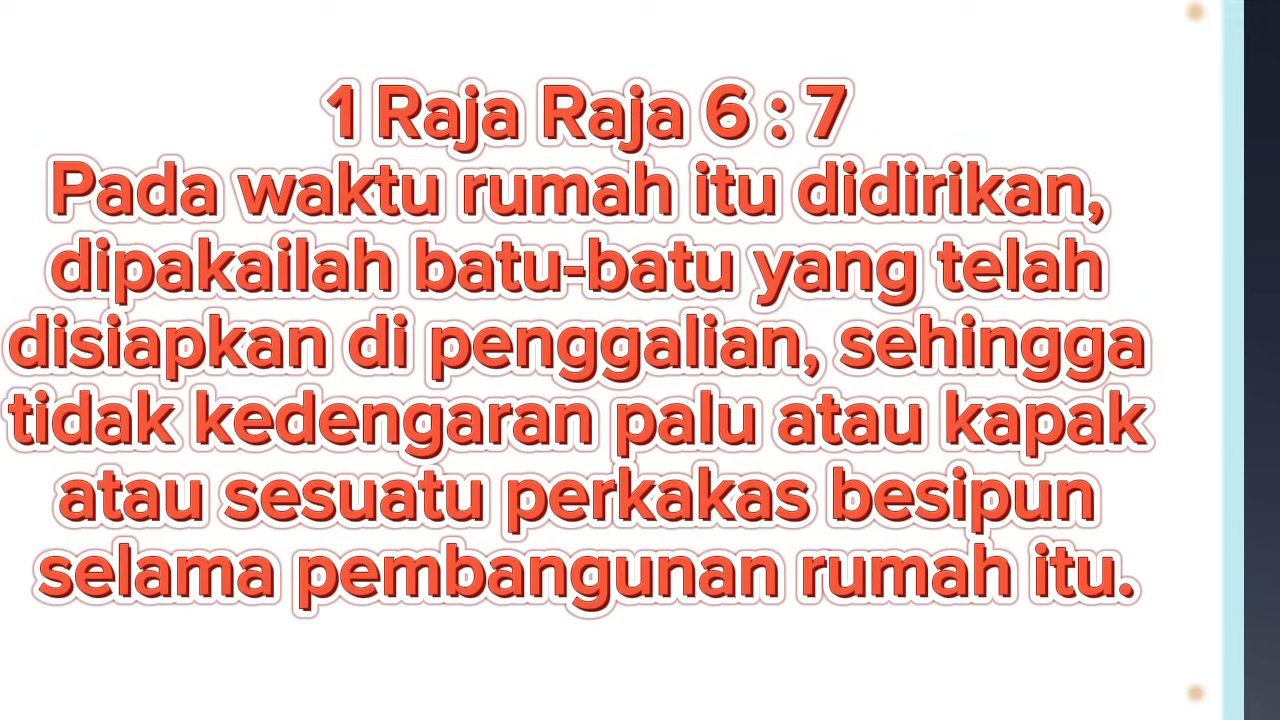 1 Raja Raja 6 : 7
Pada waktu rumah itu didirikan,
dipakailah batu-batu yang telah
disiapkan di penggalian, sehingga
tidak kedengaran palu atau kapak
atau sesuatu perkakas besipun
selama pembangunan rumah itu.